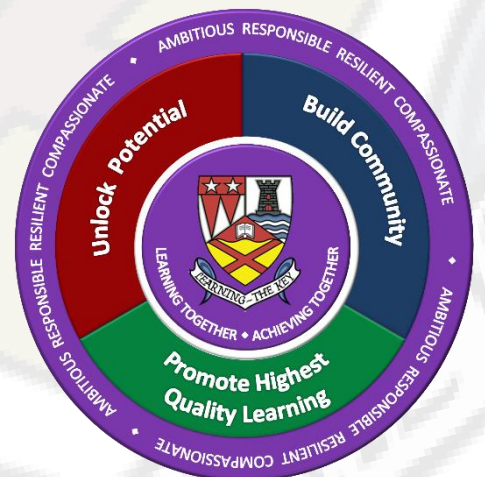 AMBITIOUS RESPONSIBLE RESILIENT COMPASSIONATE
AMBITIOUS RESPONSIBLE RESILIENT COMPASSIONATE
AMBITIOUS RESPONSIBLE RESILIENT COMPASSIONATE
Unlock Potential
Build Community
Promote Highest
Quality Learning
LEARNING TOGETHER • ACHIEVING TOGETHER
LEARNING - THE KEY